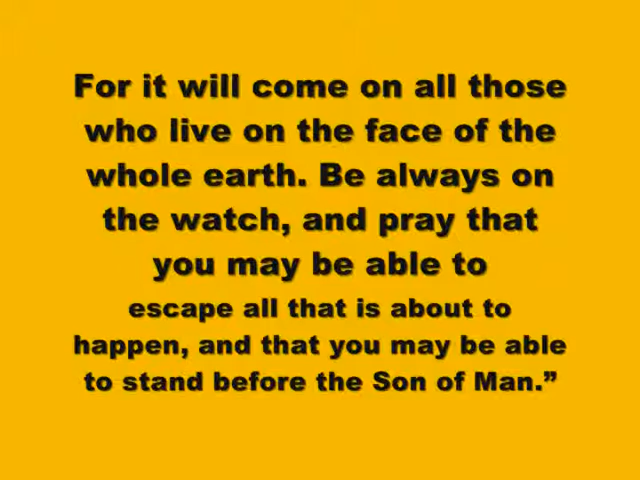 For it will come on all those
who live on the face of the
whole earth. Be always on
the watch, and pray that
you may be able to
escape all that is about to
happen, and that you may be able
to stand before the Son of Man.”